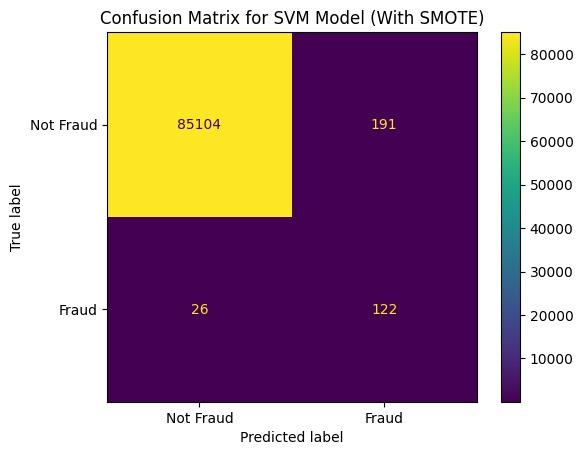 Confusion Matrix for SVM Model (With SMOTE)
True label
Not Fraud
85104
191
Fraud
26
122
Not Fraud
Fraud
Predicted label
80000
70000
60000
50000
40000
30000
20000
10000